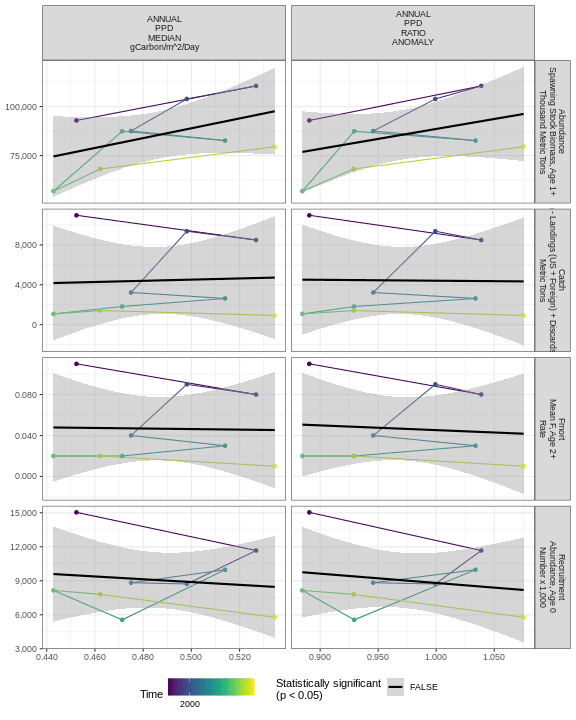 ANNUAL
PPD
MEDIAN
gCarbon/m^2/Day
ANNUAL
PPD
RATIO
ANOMALY
100,000
75,000
Abundance
Spawning Stock Biomass, Age 1+
Thousand Metric Tons
8,000
4,000
0
Catch
- Landings (US + Foreign) + Discards
Metric Tons
0.080
0.040
0.000
Fmort
Mean F, Age 2+
Rate
15,000
12,000
9,000
6,000
3,000
Recruitment
Abundance, Age 0
Number x 1,000
0.440
0.460
0.480
0.500
0.520
0.900
0.950
1.000
1.050
Time
2000
Statistically significant
(p < 0.05)
FALSE